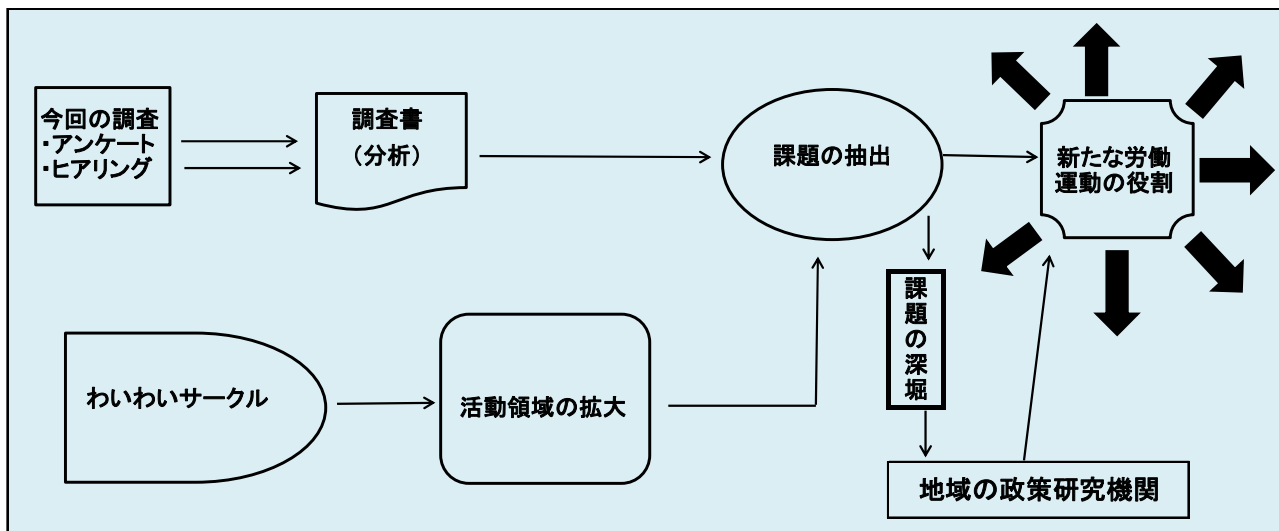 今回の調査
・アンケート
・ヒアリング
調査書
（分析）
課題の抽出
新たな労働
運動の役割
課題の深堀
わいわいサークル
活動領域の拡大
地域の政策研究機関